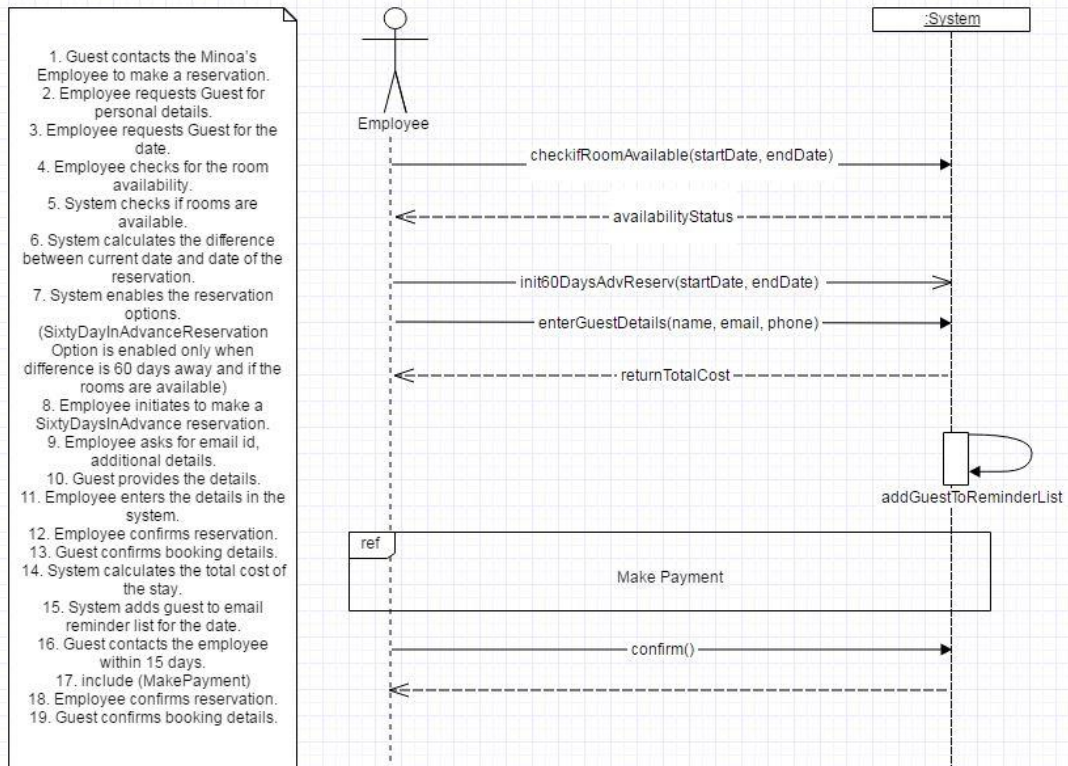 1. Guest contacts the Minoa's
Employee to make a reservation.
2. Employee requests Guest for
personal details.
3. Employee requests Guest for the
date.
4. Employee checks for the room
availability.
5. System checks if rooms are
available.
6. System calculates the difference
between current date and date of the
reservation.
7. System enables the reservation
options.
(SixtyDayInAdvanceReservation
Option is enabled only when
difference is 60 days away and if the
rooms are available)
8. Employee initiates to make a
SixtyDaysInAdvance reservation.
9. Employee asks for email id,
additional details.
10. Guest provides the details.
11. Employee enters the details in the
system.
12. Employee confirms reservation.
13. Guest confirms booking details.
14. System calculates the total cost of
the stay.
15. System adds guest to email
reminder list for the date.
16. Guest contacts the employee
within 15 days.
17. include (MakePayment)
18. Employee confirms reservation.
19. Guest confirms booking details.
Employee
:System
checkifRoomAvailable(startDate, endDate)
availabilityStatus
init60DaysAdvReserv(startDate, endDate)
enterGuestDetails(name, email, phone)
returnTotalCost
addGuestToReminderList
ref
Make Payment
confirm()